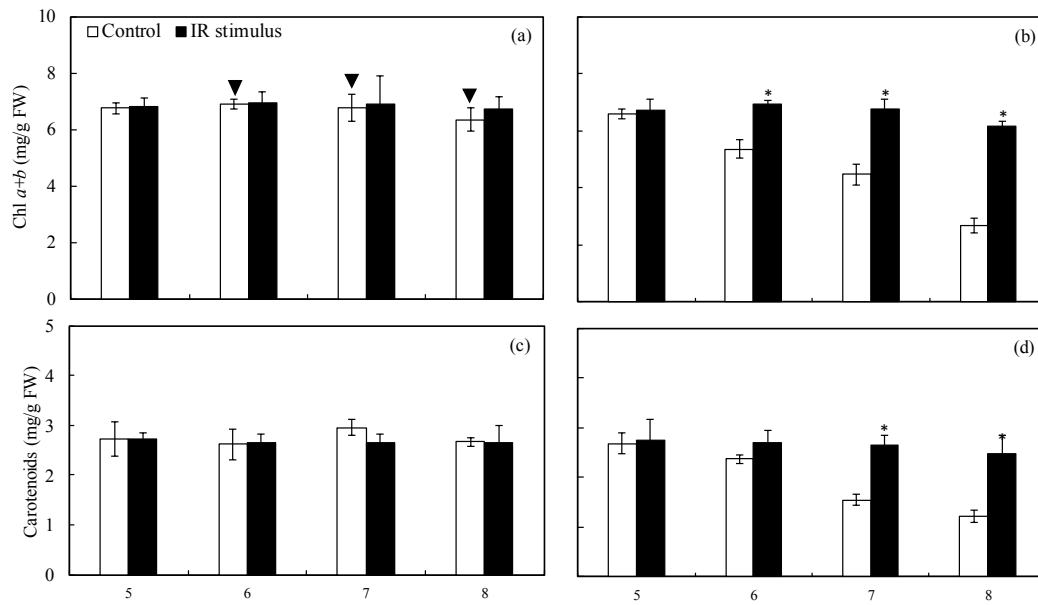 10
8
6
4
2
0
Chl a+b (mg/g FW)
Control IR stimulus
(a)
(b)
* * *
5
4
3
2
1
0
Carotenoids (mg/g FW)
(c)
(d)
* *
5 6 7 8
5 6 7 8